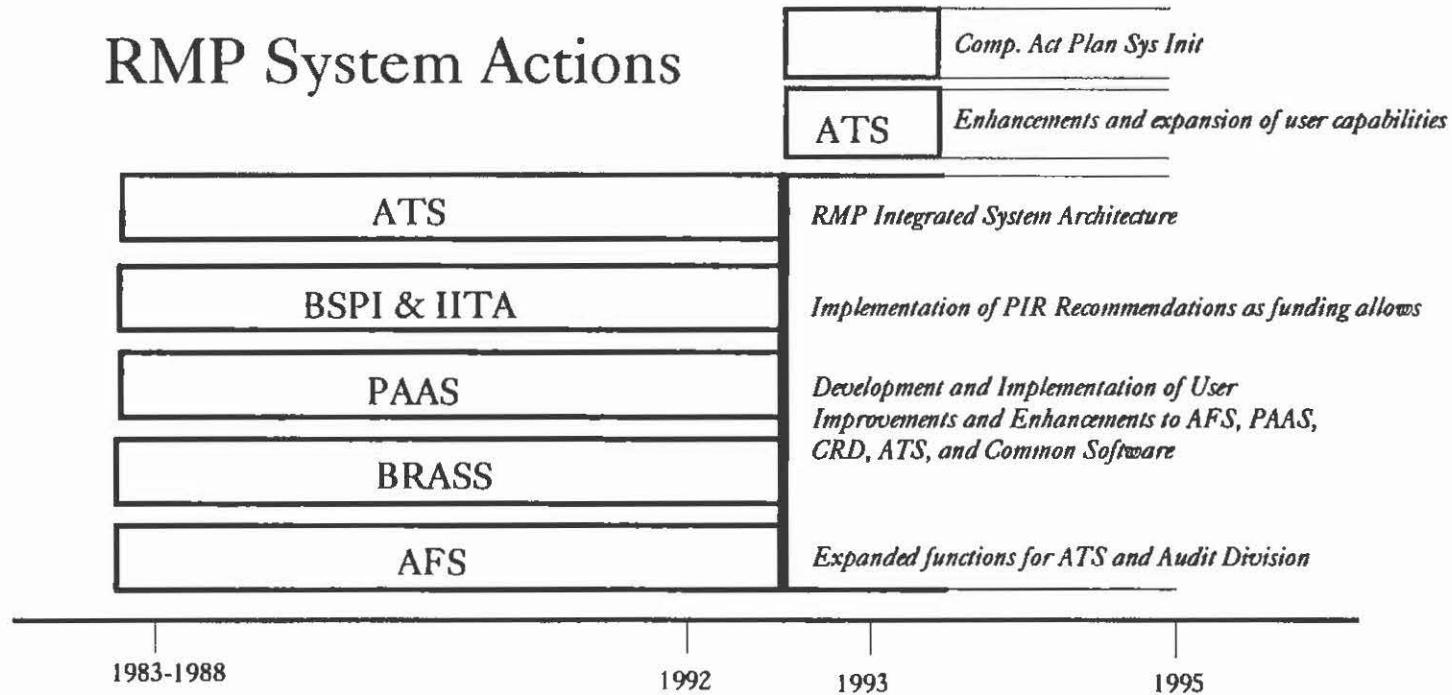 RMP System Actions
Comp. Act Plan Sys Init
ATS
Enhancements and expansion of user capabilities
ATS
RMP Integrated System Architecture
BSPI & IITA
Implementation of PIR Recommendations as funding allows
PAAS
Development and Implementation of User
Improvements and Enhancements to AFS, PAAS,
CRD, ATS, and Common Software
BRASS
AFS
Expanded functions for ATS and Audit Division
1983-1988
1992
1993
1995